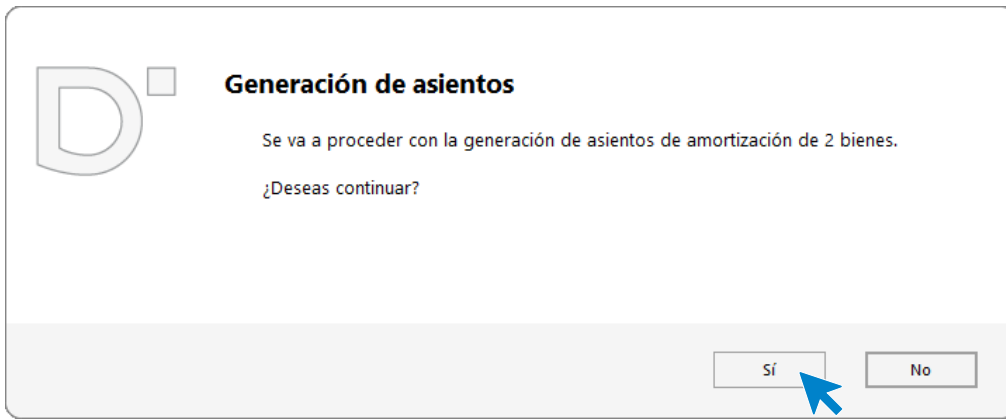 Generación de asientos
Se va a proceder con la generación de asientos de amortización de 2 bienes.
¿Deseas continuar?
Sí
No